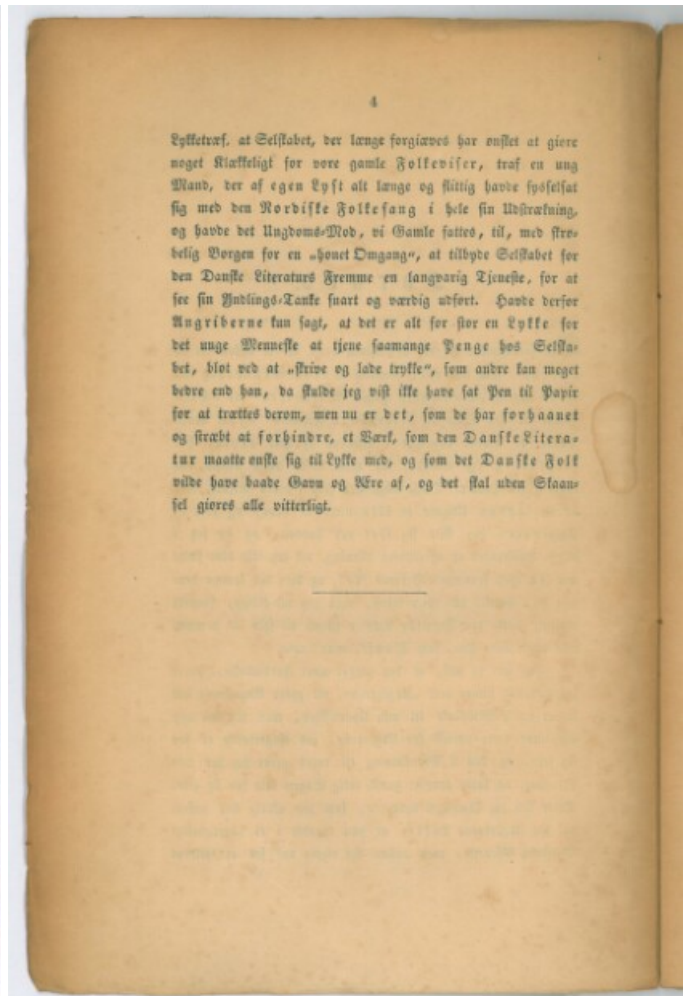 4
Lykketræf, at Selskabet, der længe forgiæves har ønsket at giøre
noget Klækkeligt for vore gamle Folkeviser, traf en ung
Mand, der af egen Lyst alt længe og flittig havde sysselsat
sig med den Nordiske Folkesang i hele sin Udstrækning,
og havde det Ungdoms-Mod, vi Gamle fattes, til, med skrø-
belig Borgen for en „honet Omgang“, at tilbyde Selskabet for
den Danske Literaturs Fremme en langvarig Tjeneste, for at
see sin Yndlings-Tanke snart og værdig udført. Havde derfor
Angriberne kun sagt, at det er alt for stor en Lykke for
det unge Menneske at tjene saamange Penge hos Selska-
bet, blot ved at „skrive og lade trykke“, som andre kan meget
bedre end han, da skulde jeg vist ikke have sat Pen til Papir
for at trættes derom, men nu er det, som de har forhaanet
og stræbt at forhindre, et Værk, som den Danske Litera-
tur maatte ønske sig til Lykke med, og som det Danske Folk
vilde have baade Gavn og Ære af, og det skal uden Skaan-
sel giøres alle vitterligt.